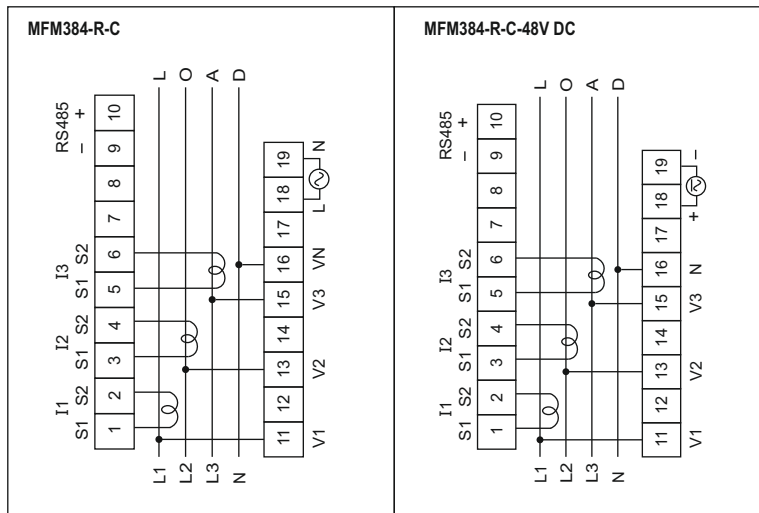 MFM384-R-C
L O A D
RS485
+ –
10
9
8
7
6
5
4
3
2
1
I3
S2
S1
I2
S2
S1
I1
S2
S1
19
18
17
16
15
14
13
12
11
N
L
VN
V3
V2
V1
L1 L2 L3 N
MFM384-R-C-48V DC
L O A D
RS485
+ –
10
9
8
7
6
5
4
3
2
1
I3
S2
S1
I2
S2
S1
I1
S2
S1
19
18
17
16
15
14
13
12
11
–
+
N
V3
V2
V1
L1 L2 L3 N